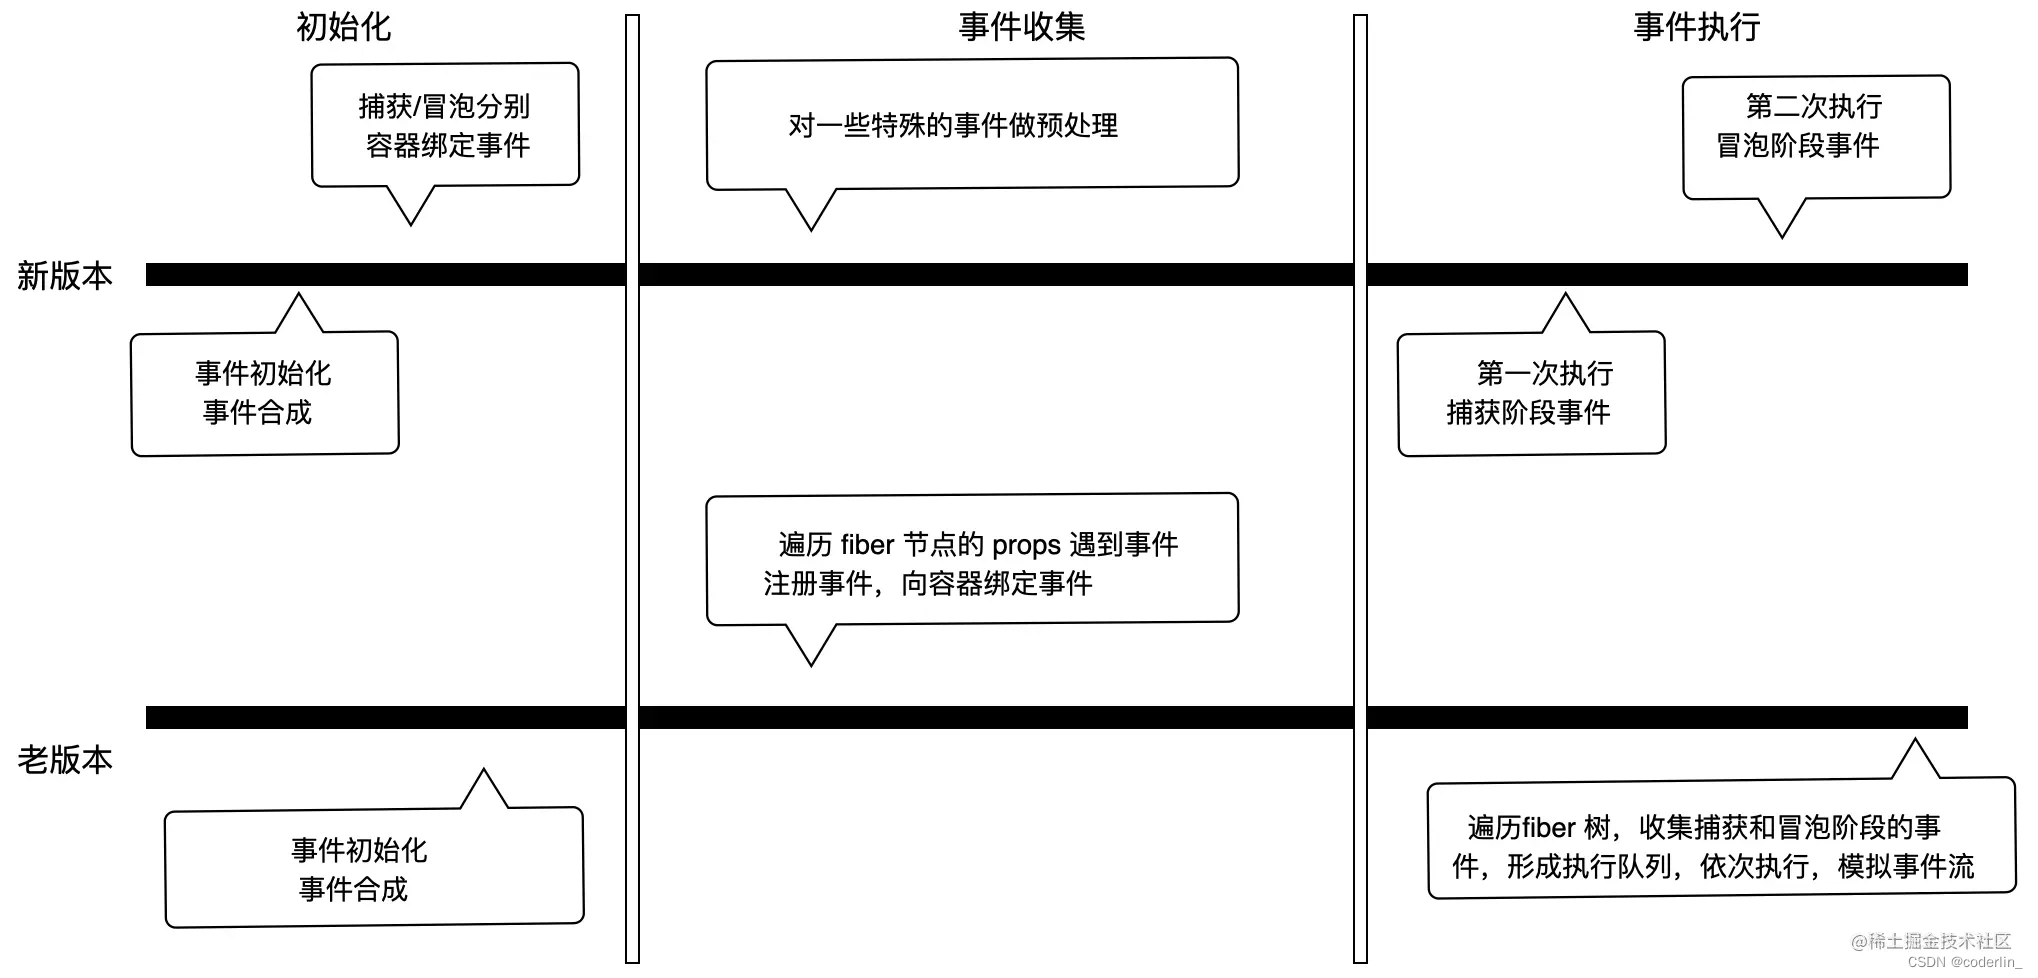 初始化
事件收集
事件执行
捕获/冒泡分别
容器绑定事件
对一些特殊的事件做预处理
第二次执行
冒泡阶段事件
新版本
事件初始化
事件合成
第一次执行
捕获阶段事件
遍历 fiber 节点的 props 遇到事件
注册事件，向容器绑定事件
老版本
事件初始化
事件合成
遍历fiber 树，收集捕获和冒泡阶段的事
件，形成执行队列，依次执行，模拟事件流
@稀土掘金技术社区
CSDN @coderlin_